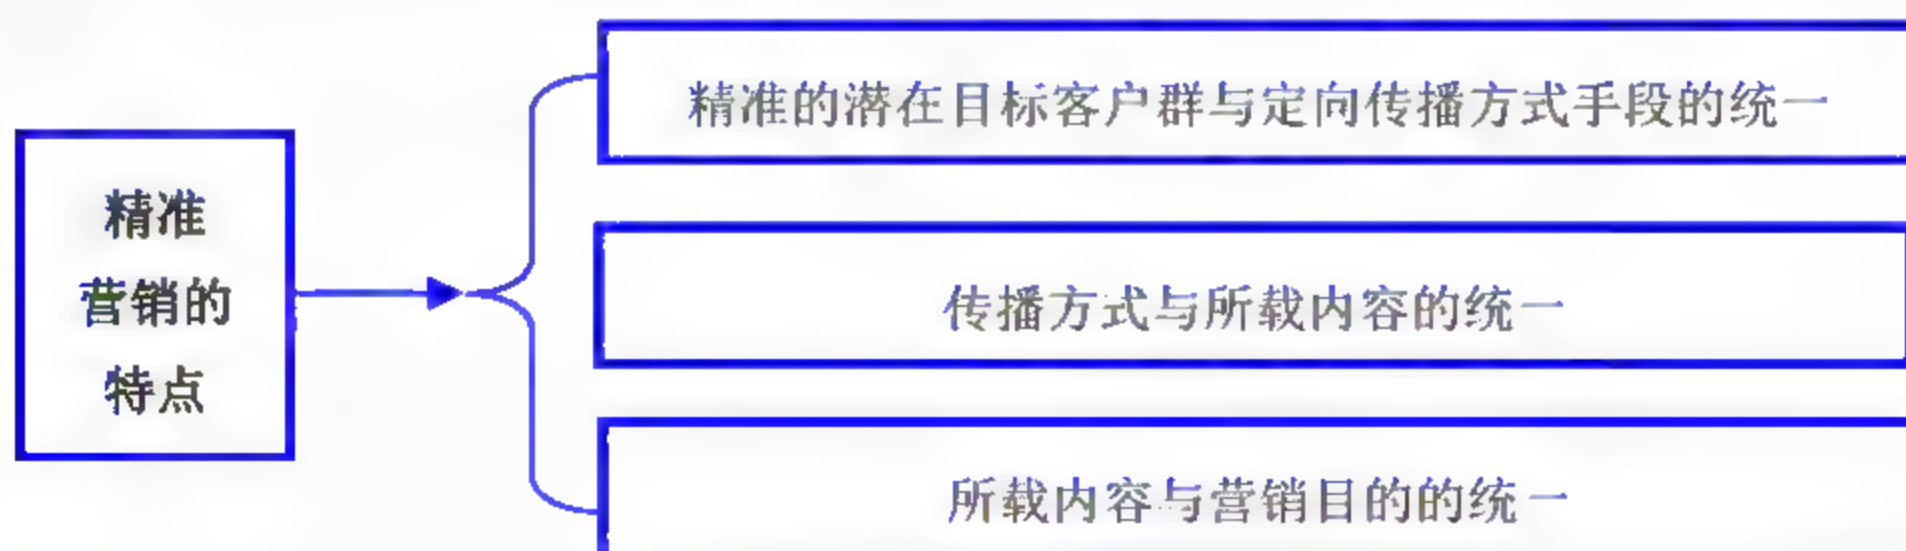 精准
营销的
特点
精准的潜在目标客户群与定向传播方式手段的统一
传播方式与所载内容的统一
所载内容与营销目的的统一